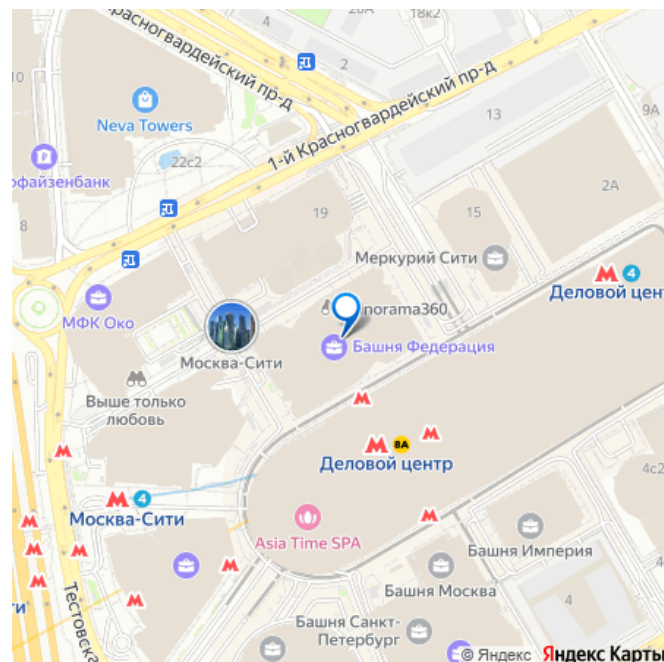 18к2
20А
Красногвардейский пр-д
2
10
Neva Towers
1-й Красногвардейский пр-д
13
9А
22с2
офайзенбанк
2А
8
19
15
Меркурий Сити
4
Деловой цент
МФК Око
norama360
Башня Федерация
Москва-Сити
Выше только
любовь
8А
Деловой центр
4с2
4
Москва-Сити
Asia Time SPA
Башня Империя
Тестовска
Башня Москва
4
ти
Башня Санкт-
Петербург
© Яндекс Яндекс Карты